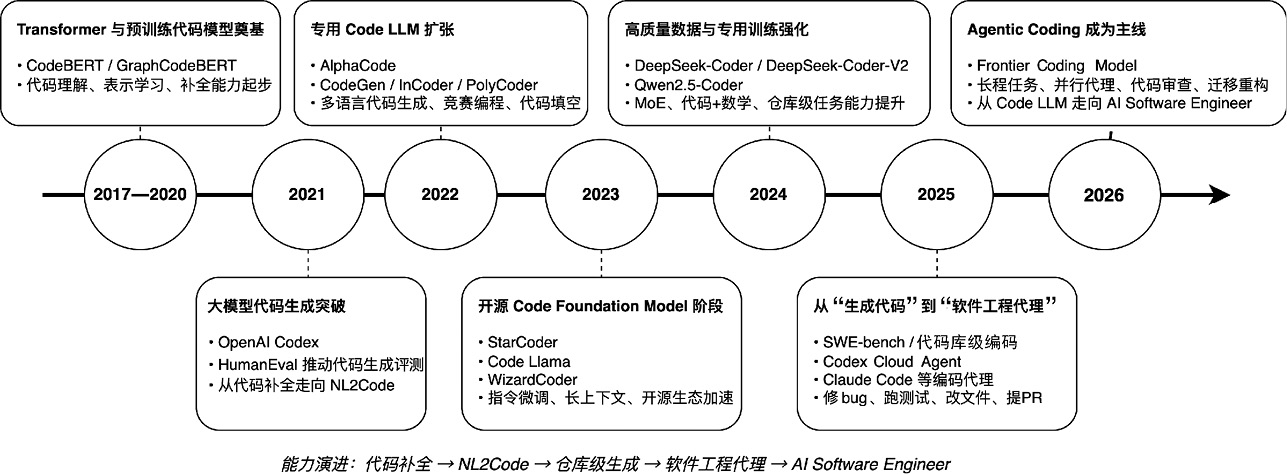 Transformer 与预训练代码模型奠基
• CodeBERT / GraphCodeBERT
• 代码理解、表示学习、补全能力起步
专用 Code LLM 扩张
• AlphaCode
• CodeGen / InCoder / PolyCoder
• 多语言代码生成、竞赛编程、代码填空
高质量数据与专用训练强化
• DeepSeek-Coder / DeepSeek-Coder-V2
• Qwen2.5-Coder
• MoE、代码+数学、仓库级任务能力提升
Agentic Coding 成为主线
• Frontier Coding Model
• 长程任务、并行代理、代码审查、迁移重构
• 从 Code LLM 走向 AI Software Engineer
2017—2020
2021
2022
2023
2024
2025
2026
大模型代码生成突破
• OpenAI Codex
• HumanEval 推动代码生成评测
• 从代码补全走向 NL2Code
开源 Code Foundation Model 阶段
• StarCoder
• Code Llama
• WizardCoder
• 指令微调、长上下文、开源生态加速
从“生成代码”到“软件工程代理”
• SWE-bench / 代码库级编码
• Codex Cloud Agent
• Claude Code 等编码代理
• 修 bug、跑测试、改文件、提PR
能力演进：代码补全 → NL2Code → 仓库级生成 → 软件工程代理 → AI Software Engineer